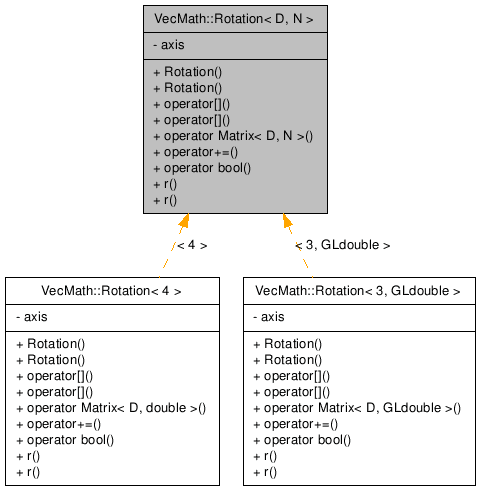 VecMath::Rotation< D, N >
- axis
+ Rotation()
+ Rotation()
+ operator[]()
+ operator[]()
+ operator Matrix< D, N >()
+ operator+=()
+ operator bool()
+ r()
+ r()
< 4 >
< 3, GLdouble >
VecMath::Rotation< 4 >
- axis
+ Rotation()
+ Rotation()
+ operator[]()
+ operator[]()
+ operator Matrix< D, double >()
+ operator+=()
+ operator bool()
+ r()
+ r()
VecMath::Rotation< 3, GLdouble >
- axis
+ Rotation()
+ Rotation()
+ operator[]()
+ operator[]()
+ operator Matrix< D, GLdouble >()
+ operator+=()
+ operator bool()
+ r()
+ r()